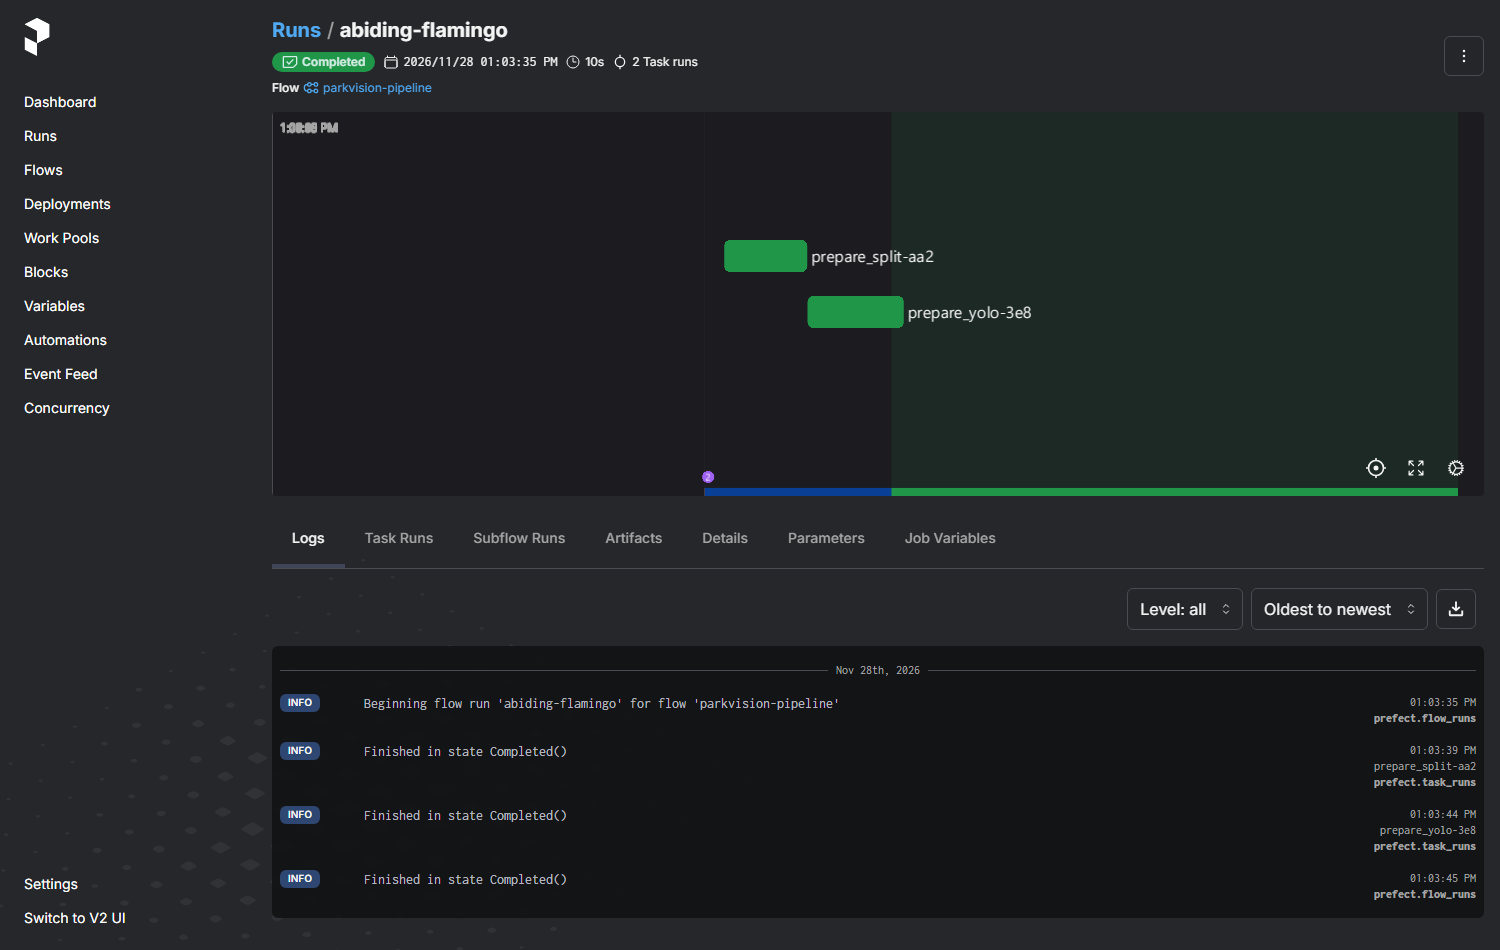 Runs / abiding-flamingo
Completed 2026/11/28 01:03:35 PM 10s 2 Task runs
Flow parkvision-pipeline
Dashboard
Runs
Flows
Deployments
Work Pools
Blocks
Variables
Automations
Event Feed
Concurrency
Settings
Switch to V2 UI
prepare_split-aa2
prepare_yolo-3e8
2
Logs Task Runs Subflow Runs Artifacts Details Parameters Job Variables
Level: all Oldest to newest
Nov 28th, 2026
INFO Beginning flow run 'abiding-flamingo' for flow 'parkvision-pipeline' 01:03:35 PM
prefect.flow_runs
INFO Finished in state Completed() 01:03:39 PM
prepare_split-aa2
prefect.task_runs
INFO Finished in state Completed() 01:03:44 PM
prepare_yolo-3e8
prefect.task_runs
INFO Finished in state Completed() 01:03:45 PM
prefect.flow_runs